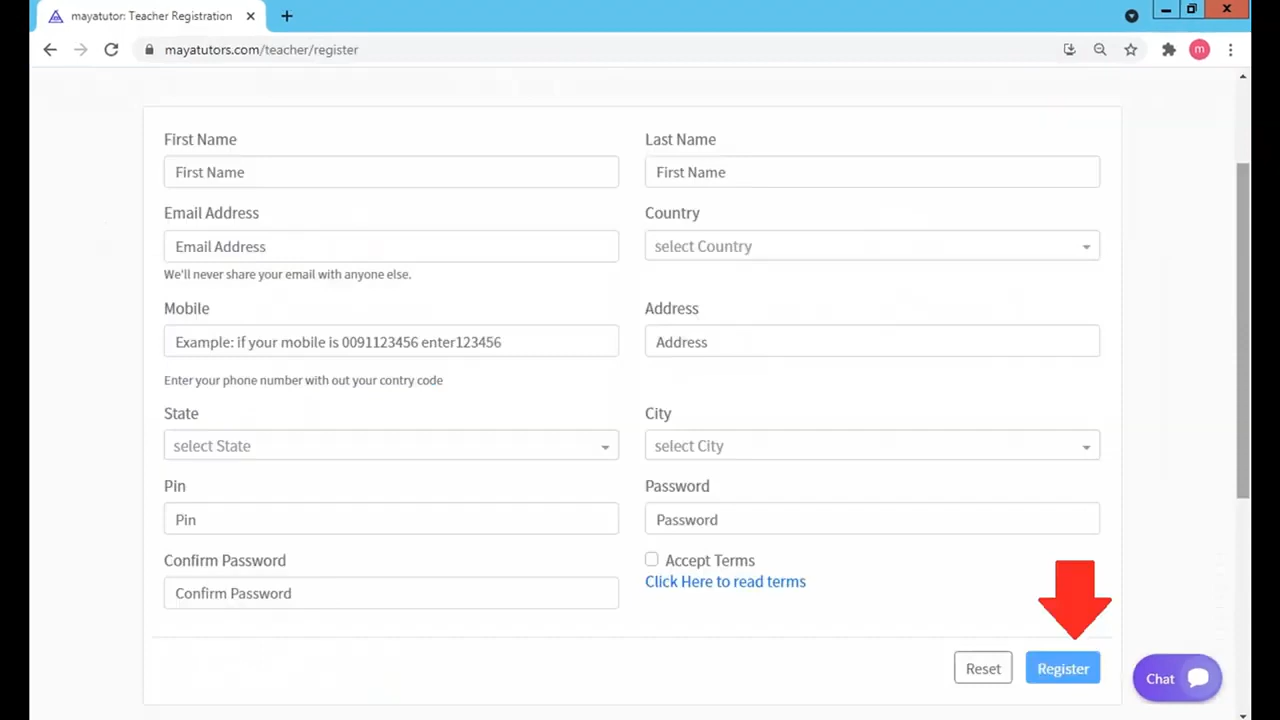 mayatutor: Teacher Registration
mayatutors.com/teacher/register
m
First Name
Last Name
First Name
First Name
Email Address
Country
Email Address
select Country
We'll never share your email with anyone else.
Mobile
Address
Example: if your mobile is 0091123456 enter123456
Address
Enter your phone number with out your contry code
State
City
select State
select City
Pin
Password
Pin
Password
Confirm Password
Accept Terms
Click Here to read terms
Confirm Password
Reset
Register
Chat